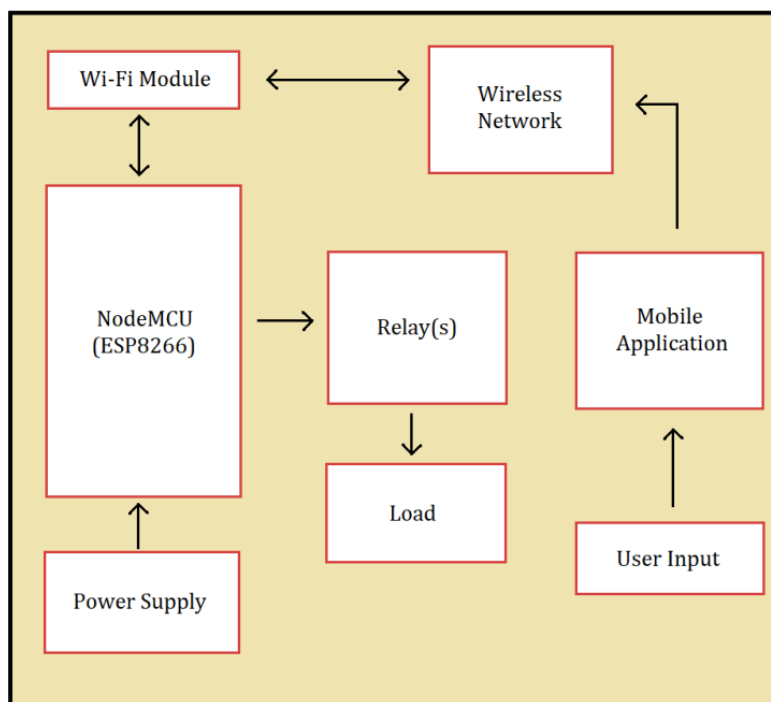 Wi-Fi Module
Wireless
Network
NodeMCU
(ESP8266)
Relay(s)
Mobile
Application
Load
User Input
Power Supply